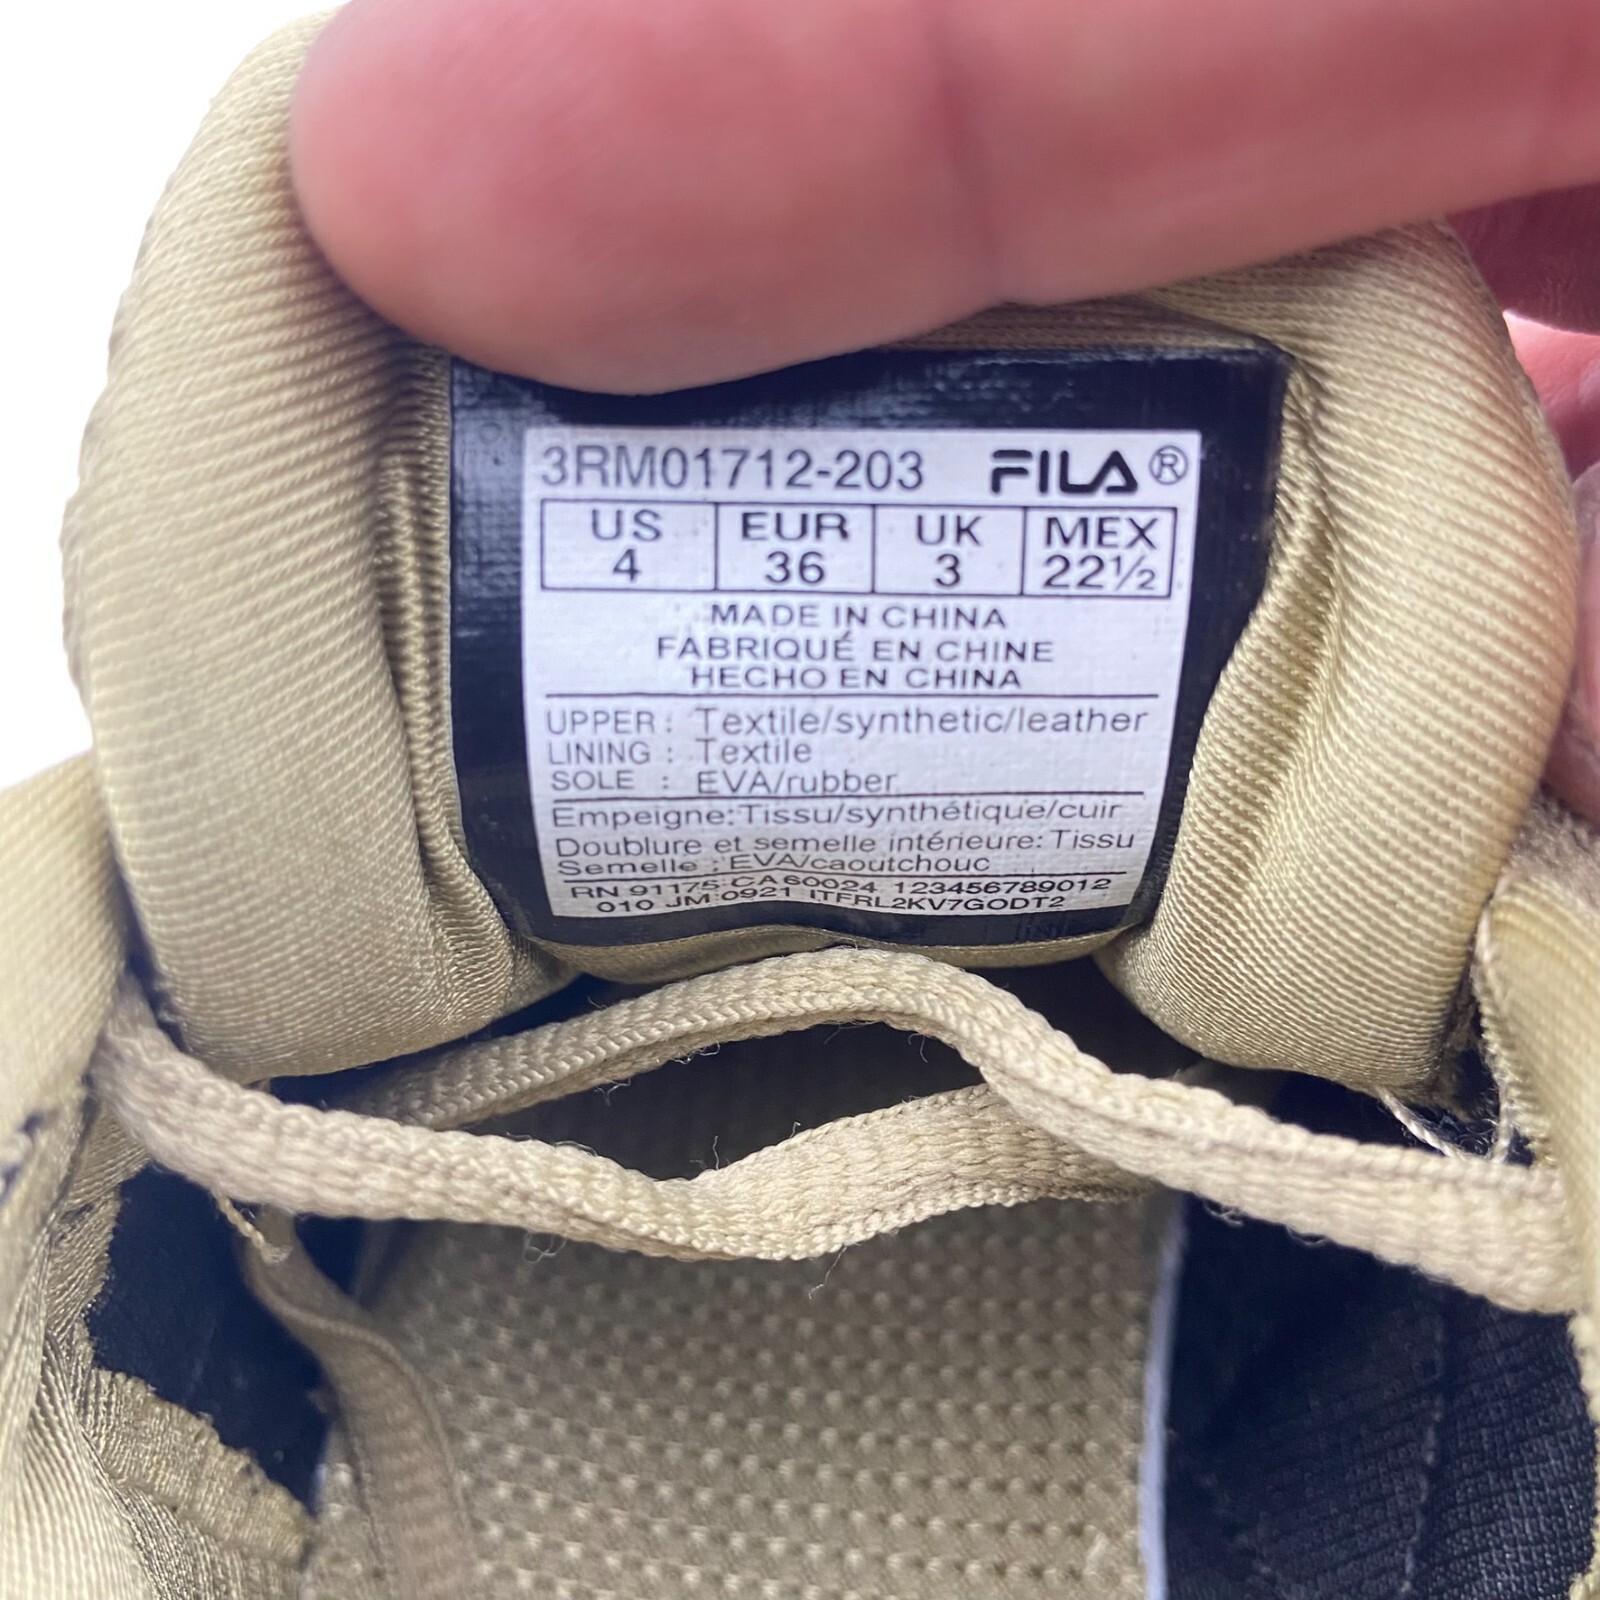 3RM01712-203 FILA®
US EUR UK MEX
4 36 3 22½
MADE IN CHINA
FABRIQUÉ EN CHINE
HECHO EN CHINA
UPPER : Textile/synthetic/leather
LINING : Textile
SOLE : EVA/rubber
Empeigne:Tissu/synthétique/cuir
Doublure et semelle intérieure: Tissu
Semelle : EVA/caoutchouc
RN 91175 CA60024 123456789012
010 JM 0921 ITFRL2KV7GODT2